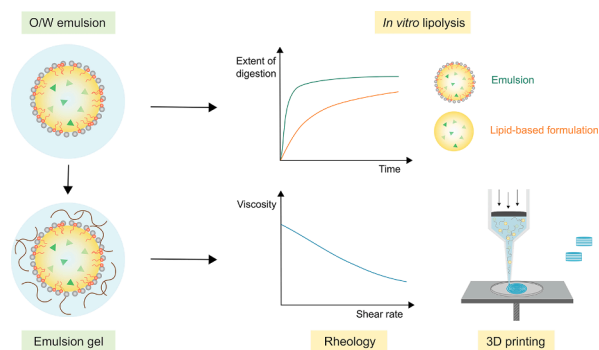 O/W emulsion
In vitro lipolysis
Extent of
digestion
Emulsion
Lipid-based formulation
Time
Viscosity
Shear rate
Emulsion gel
Rheology
3D printing